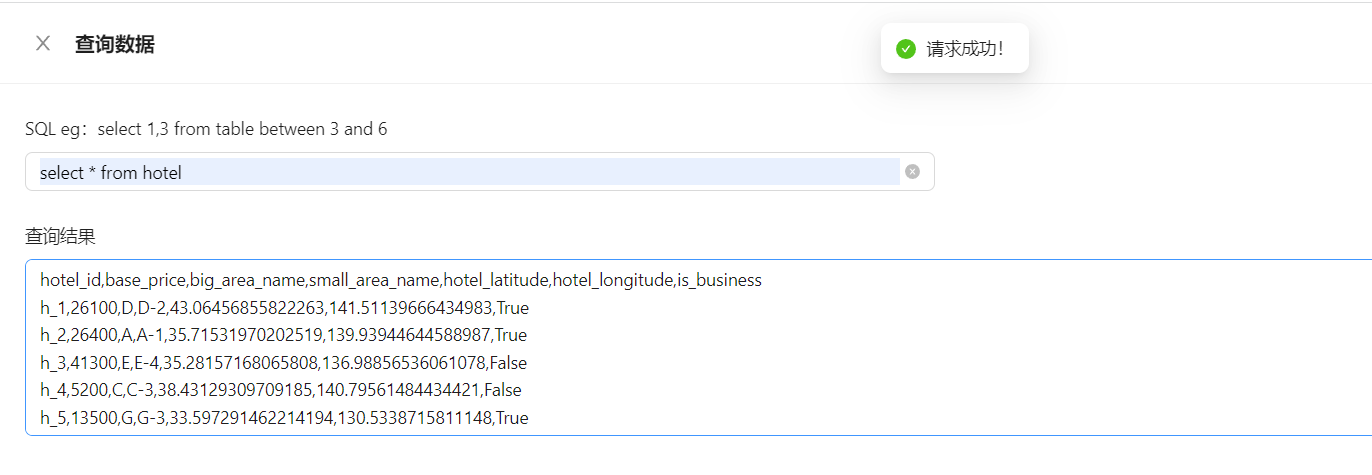 查询数据
请求成功！
SQL eg：select 1,3 from table between 3 and 6
select * from hotel
查询结果
hotel_id,base_price,big_area_name,small_area_name,hotel_latitude,hotel_longitude,is_business
h_1,26100,D,D-2,43.06456855822263,141.51139666434983,True
h_2,26400,A,A-1,35.71531970202519,139.93944644588987,True
h_3,41300,E,E-4,35.28157168065808,136.98856536061078,False
h_4,5200,C,C-3,38.43129309709185,140.79561484434421,False
h_5,13500,G,G-3,33.597291462214194,130.5338715811148,True